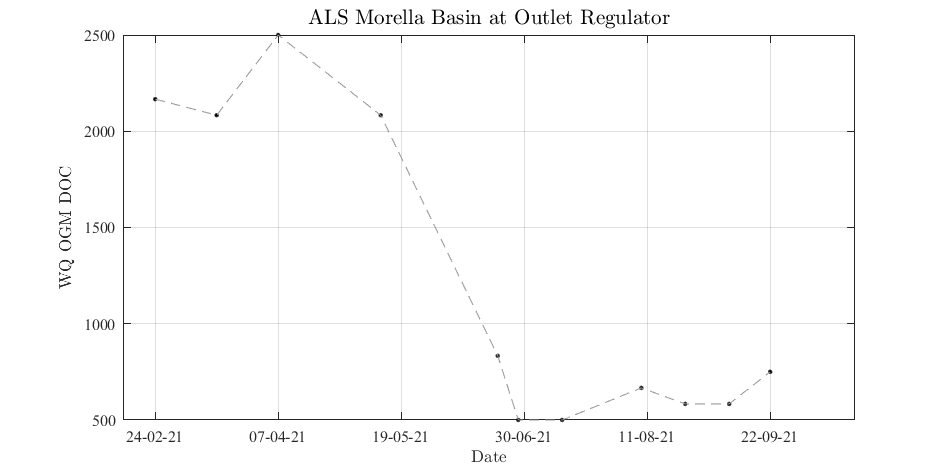 ALS Morella Basin at Outlet Regulator
2500
2000
1500
1000
500
WQ OGM DOC
24-02-21 07-04-21 19-05-21 30-06-21 11-08-21 22-09-21
Date